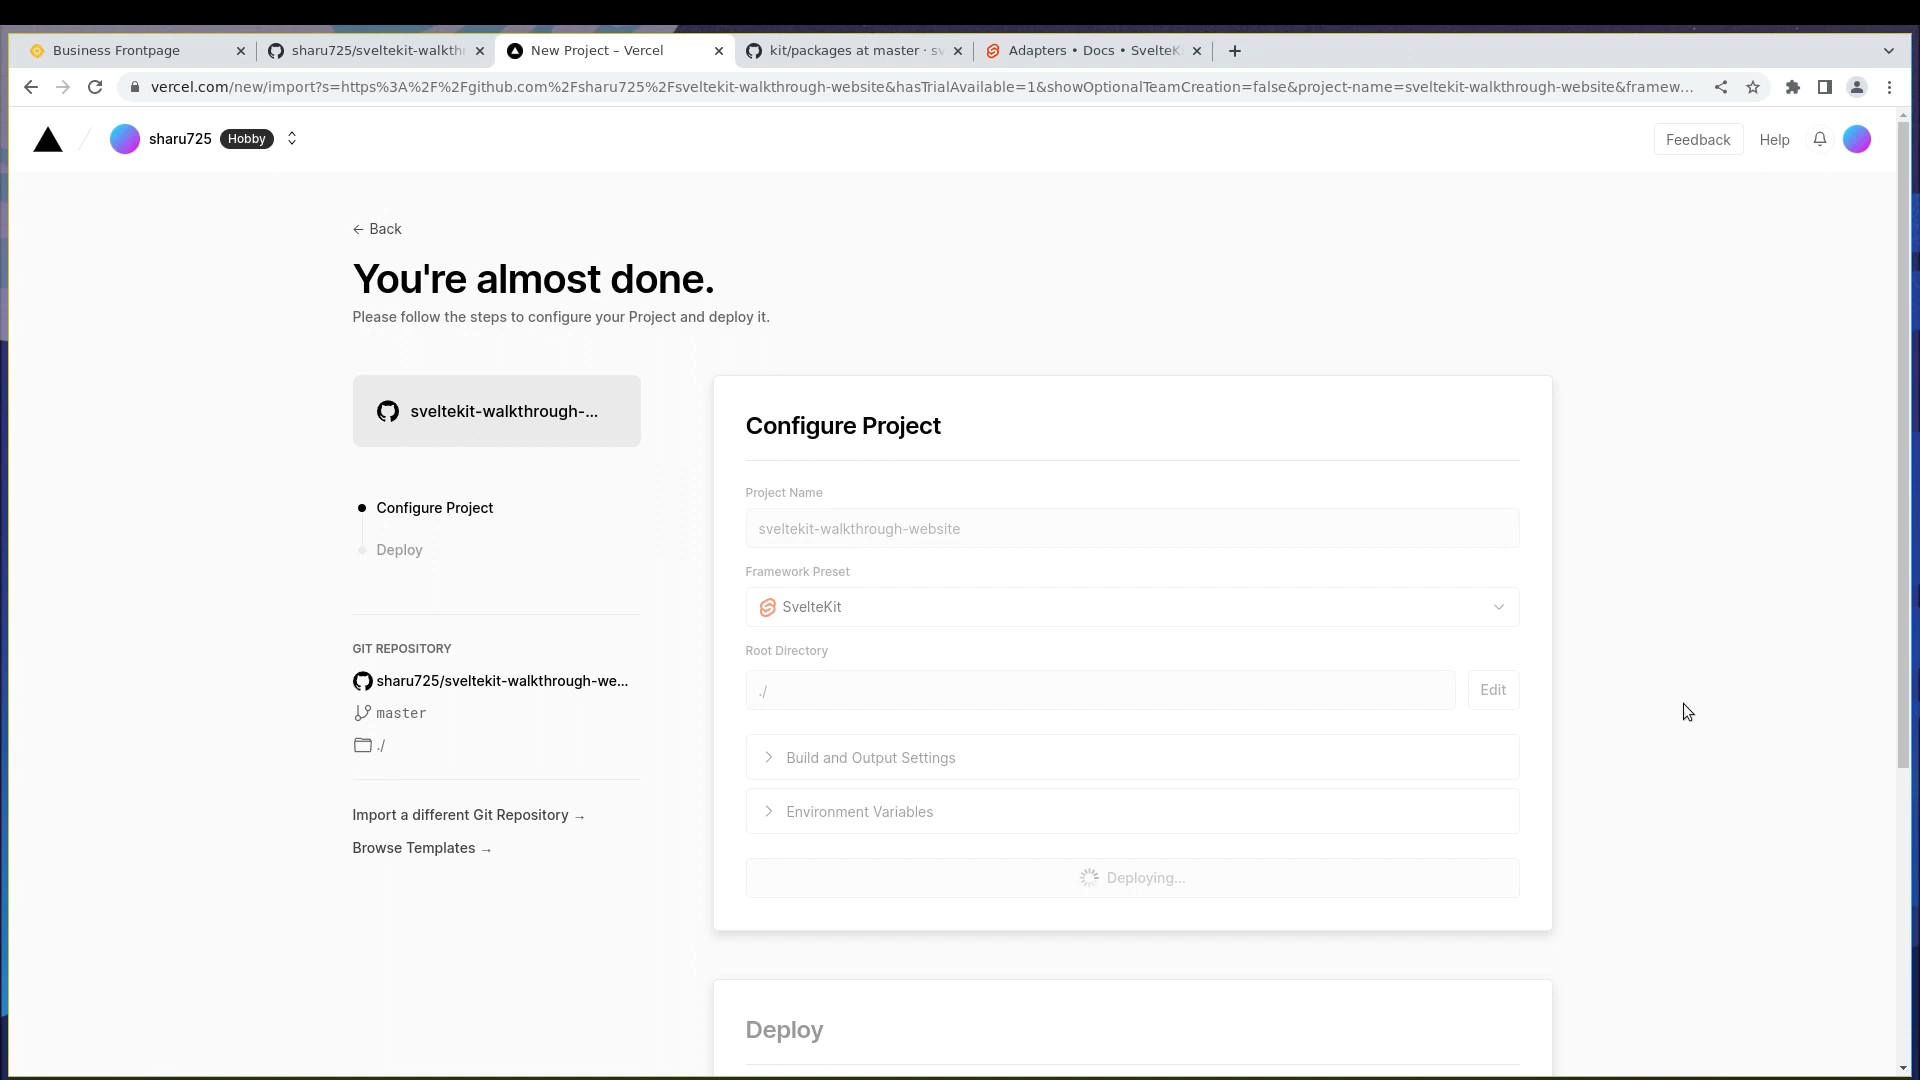 Business Frontpage
sharu725/sveltekit-walkthr
New Project – Vercel
kit/packages at master · sv
Adapters • Docs • SvelteK
vercel.com/new/import?s=https%3A%2F%2Fgithub.com%2Fsharu725%2Fsveltekit-walkthrough-website&hasTrialAvailable=1&showOptionalTeamCreation=false&project-name=sveltekit-walkthrough-website&framew...
sharu725
Hobby
Feedback
Help
← Back
You're almost done.
Please follow the steps to configure your Project and deploy it.
sveltekit-walkthrough-...
Configure Project
Deploy
GIT REPOSITORY
sharu725/sveltekit-walkthrough-we...
master
./
Import a different Git Repository →
Browse Templates →
Configure Project
Project Name
sveltekit-walkthrough-website
Framework Preset
SvelteKit
Root Directory
./
Edit
Build and Output Settings
Environment Variables
Deploying...
Deploy